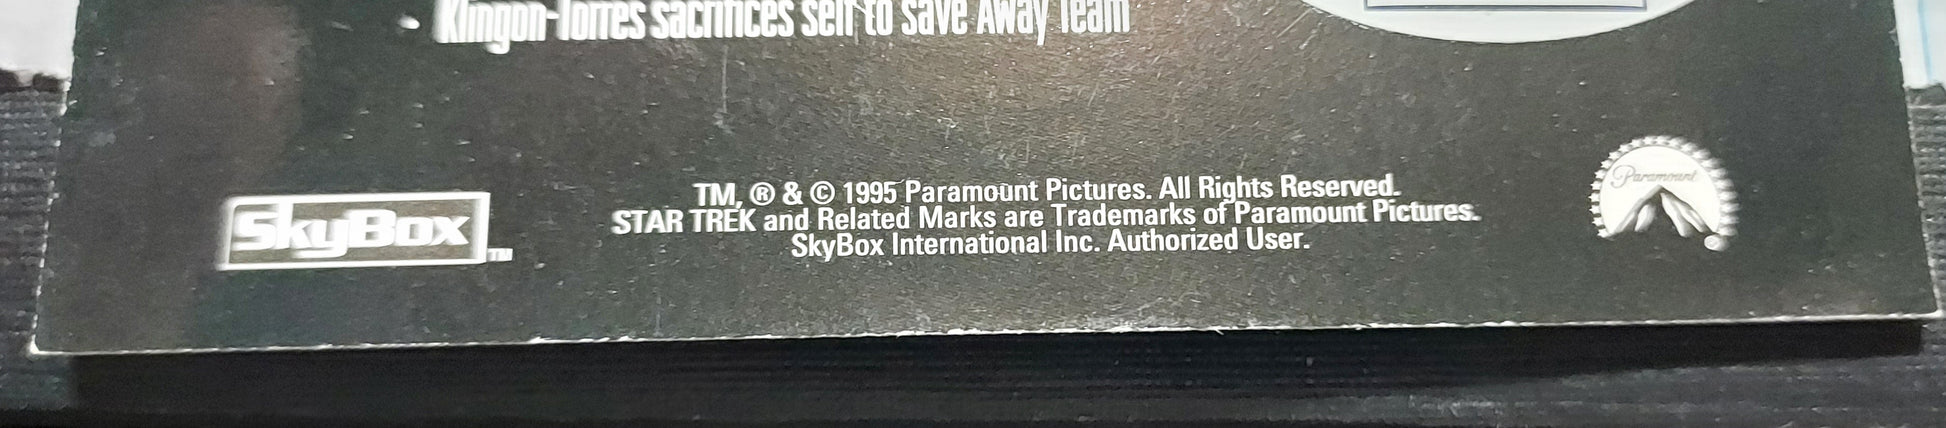 Klingon-Torres sacrifices self to save Away Team
TM, ® & © 1995 Paramount Pictures. All Rights Reserved.
STAR TREK and Related Marks are Trademarks of Paramount Pictures.
SkyBox International Inc. Authorized User.
SkyBox TM
Paramount ®